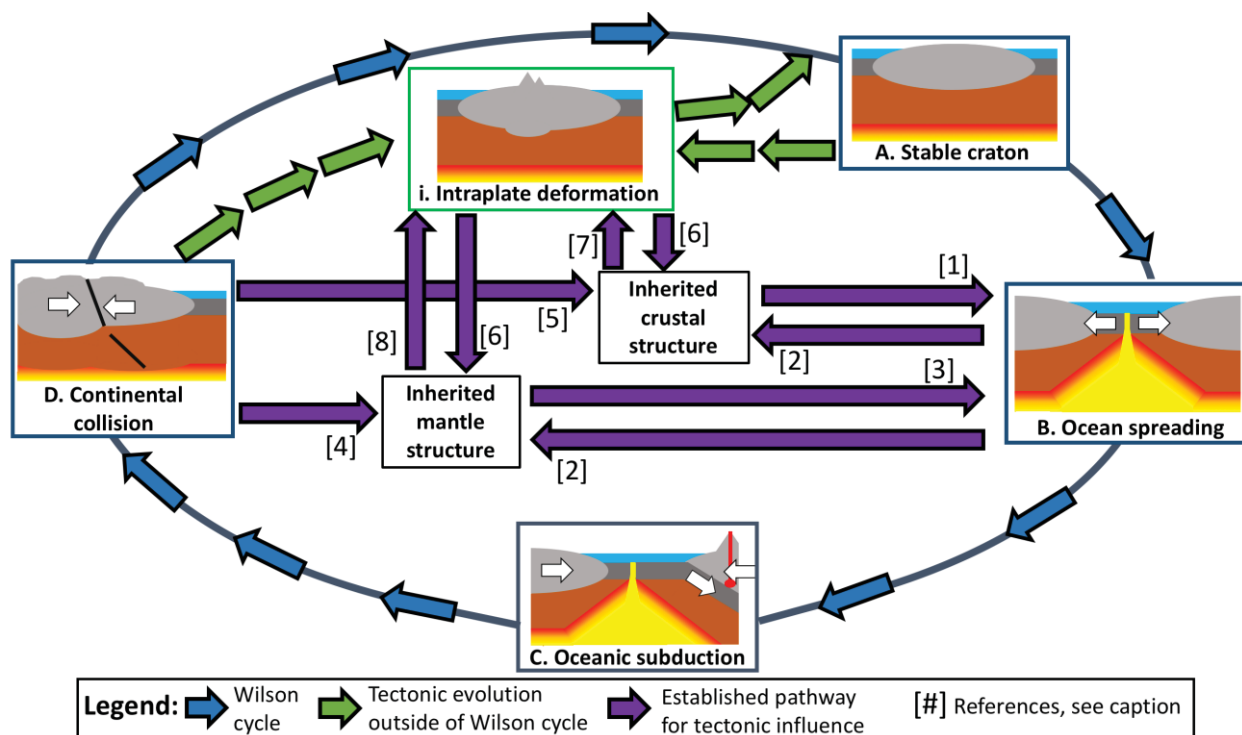 A. Stable craton
i. Intraplate deformation
[7]
[6]
[1]
Inherited
crustal
structure
[5]
[2]
[8]
[6]
[3]
D. Continental
collision
Inherited
mantle
structure
[4]
[2]
B. Ocean spreading
C. Oceanic subduction
Legend:
Wilson
cycle
Tectonic evolution
outside of Wilson cycle
Established pathway
for tectonic influence
[#] References, see caption